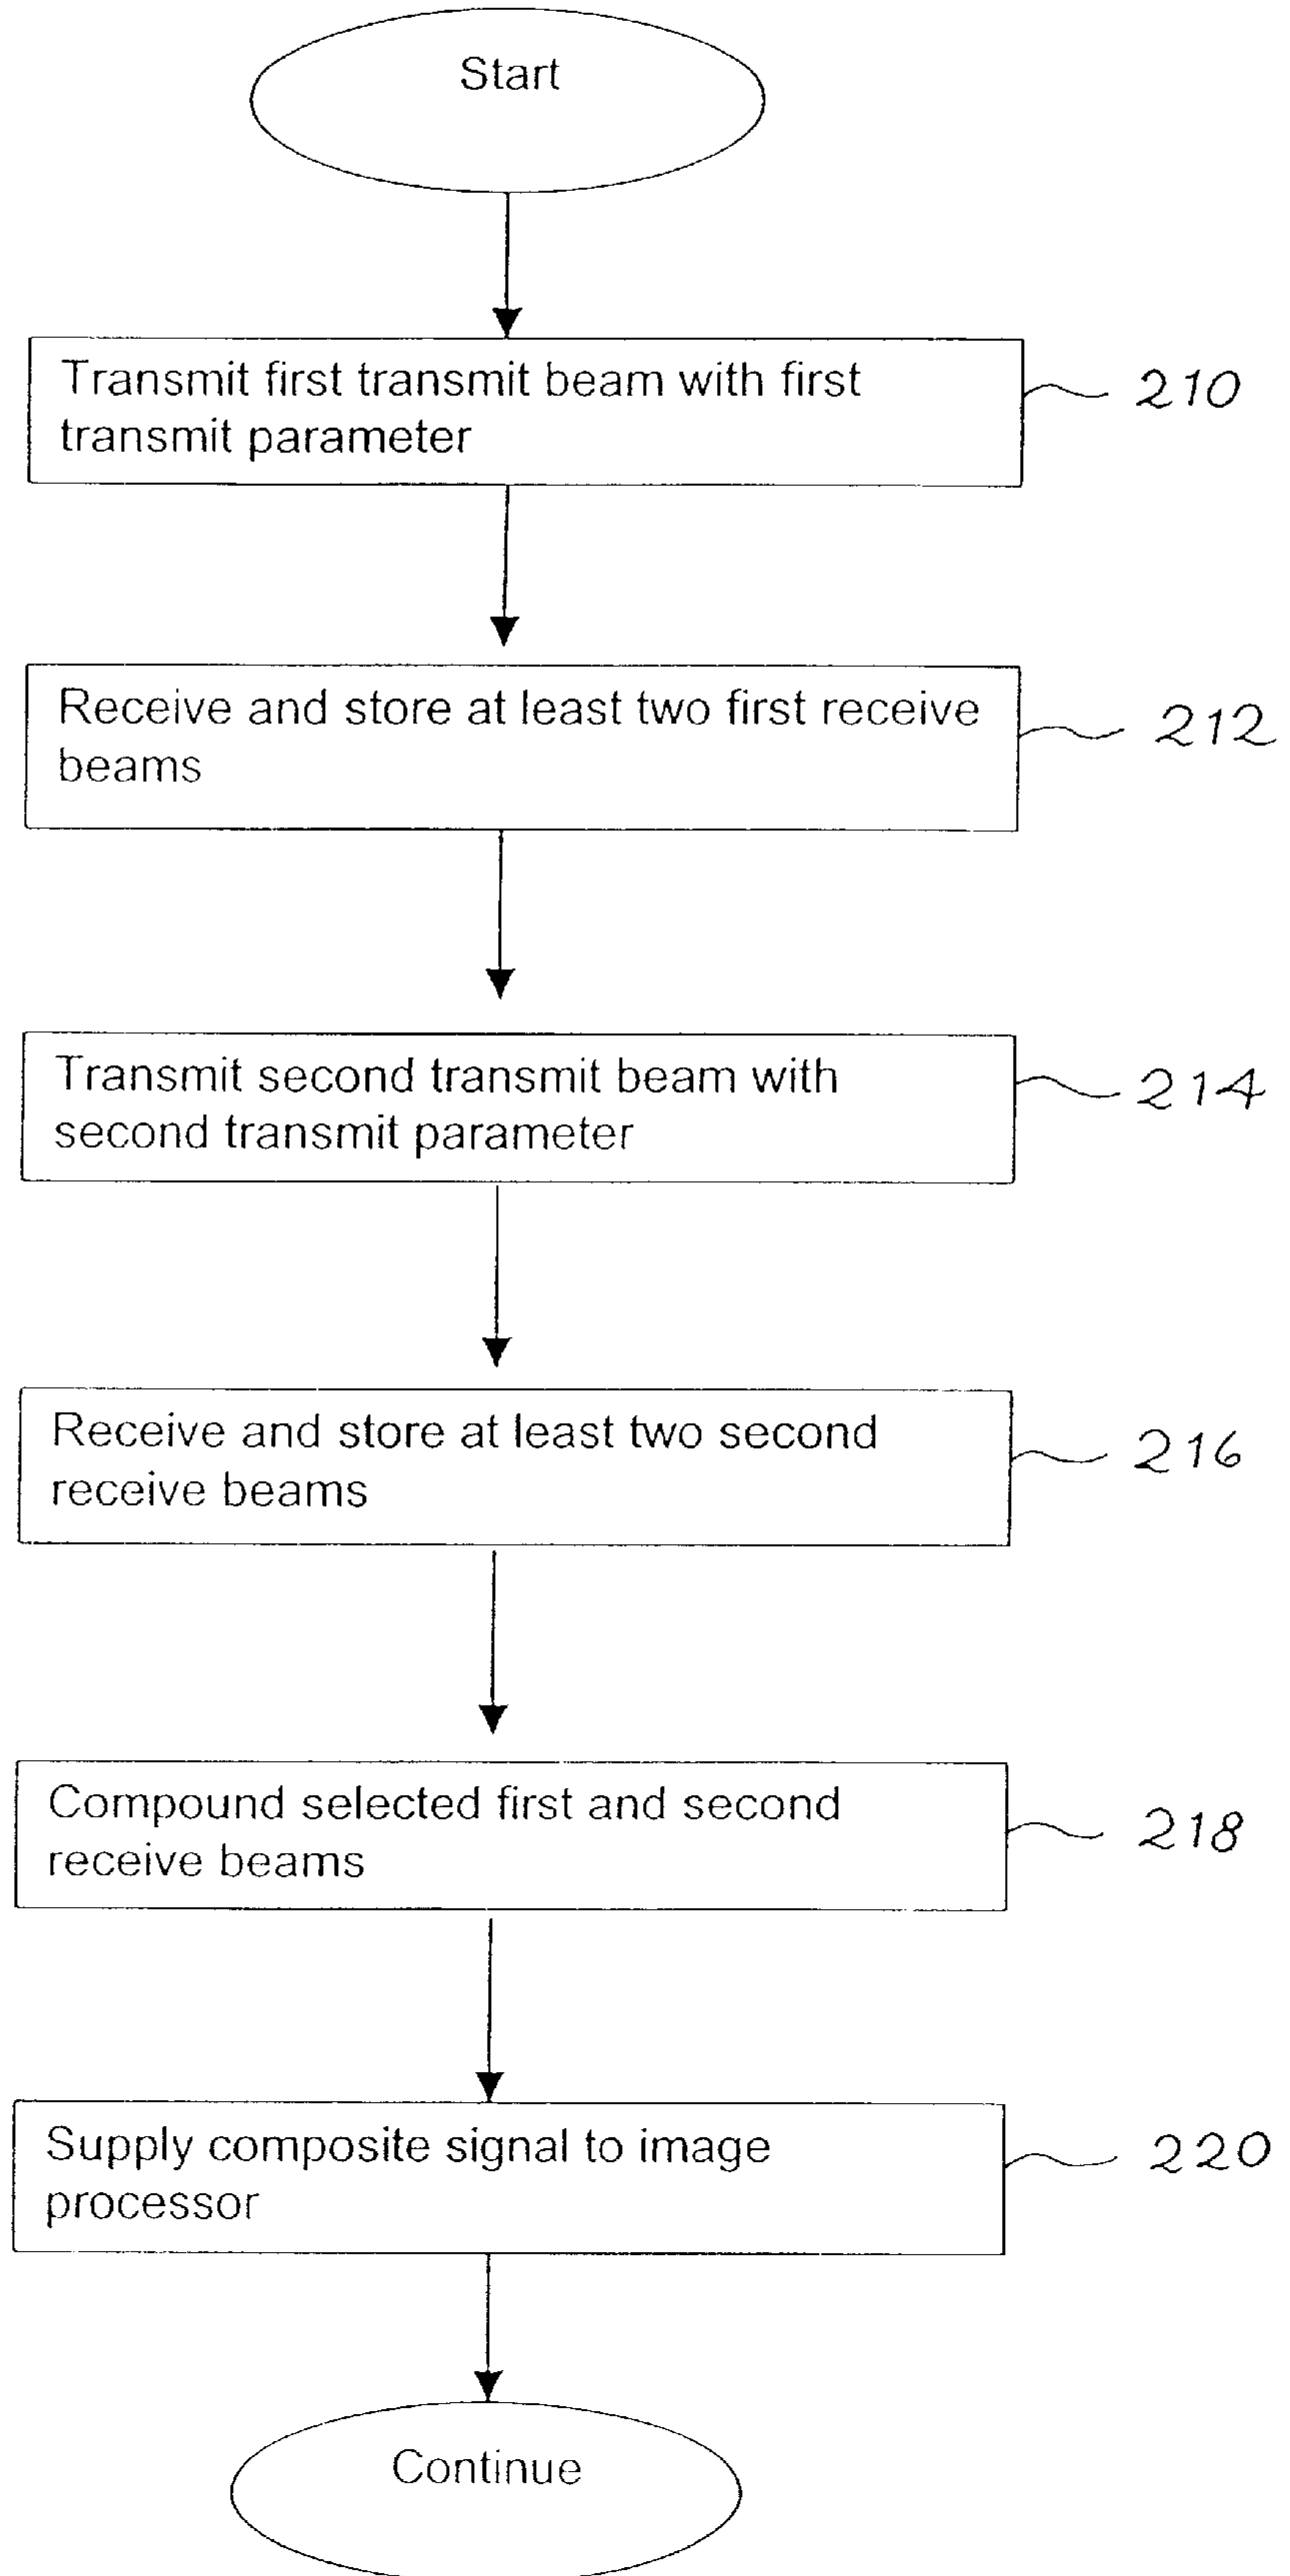 Start
Transmit first transmit beam with first
transmit parameter
210
Receive and store at least two first receive
beams
212
Transmit second transmit beam with
second transmit parameter
214
Receive and store at least two second
receive beams
216
Compound selected first and second
receive beams
218
Supply composite signal to image
processor
220
Continue